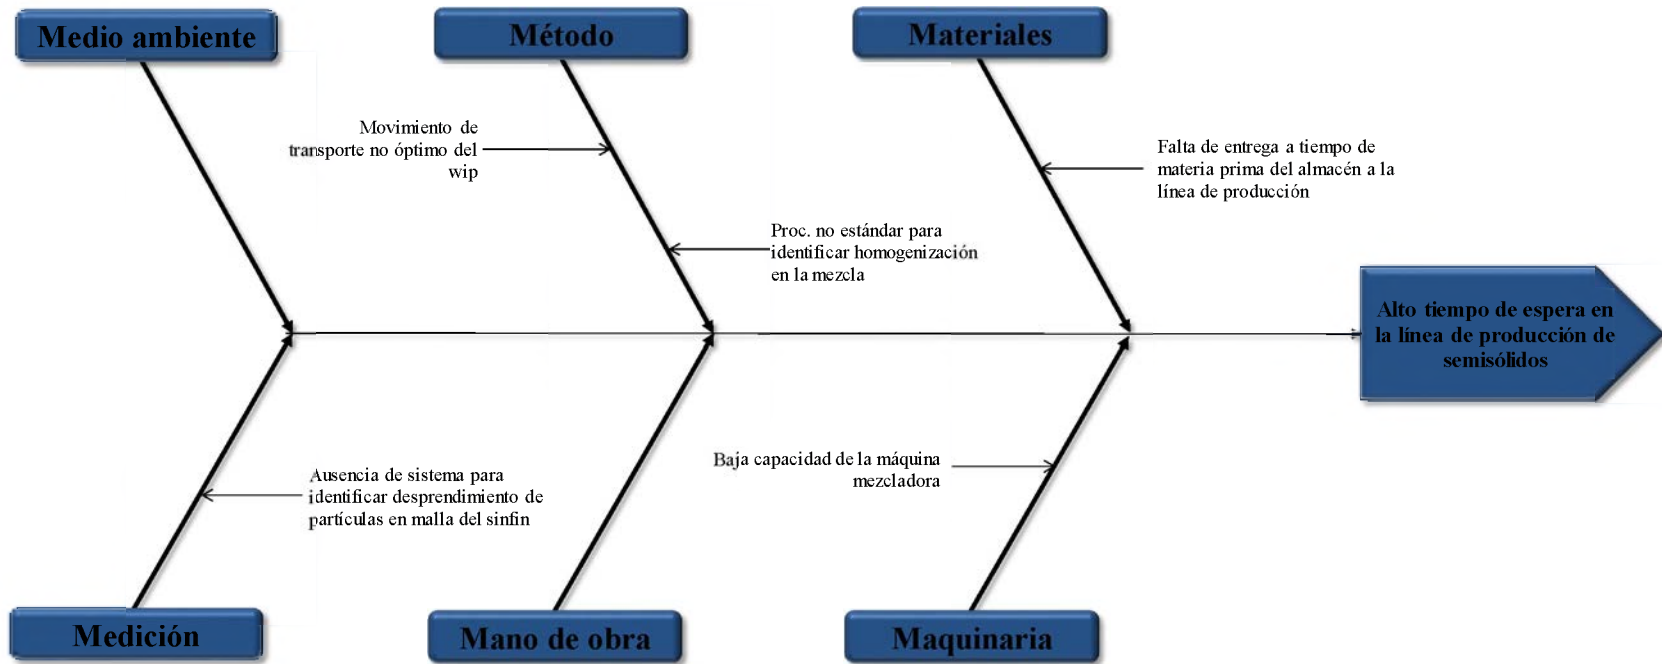 Medio ambiente
Método
Materiales
Movimiento de
transporte no óptimo del
wip
Falta de entrega a tiempo de
materia prima del almacén a la
línea de producción
Proc. no estándar para
identificar homogenización
en la mezcla
Alto tiempo de espera en
la línea de producción de
semisólidos
Baja capacidad de la máquina
mezcladora
Ausencia de sistema para
identificar desprendimiento de
partículas en malla del sinfin
Medición
Mano de obra
Maquinaria